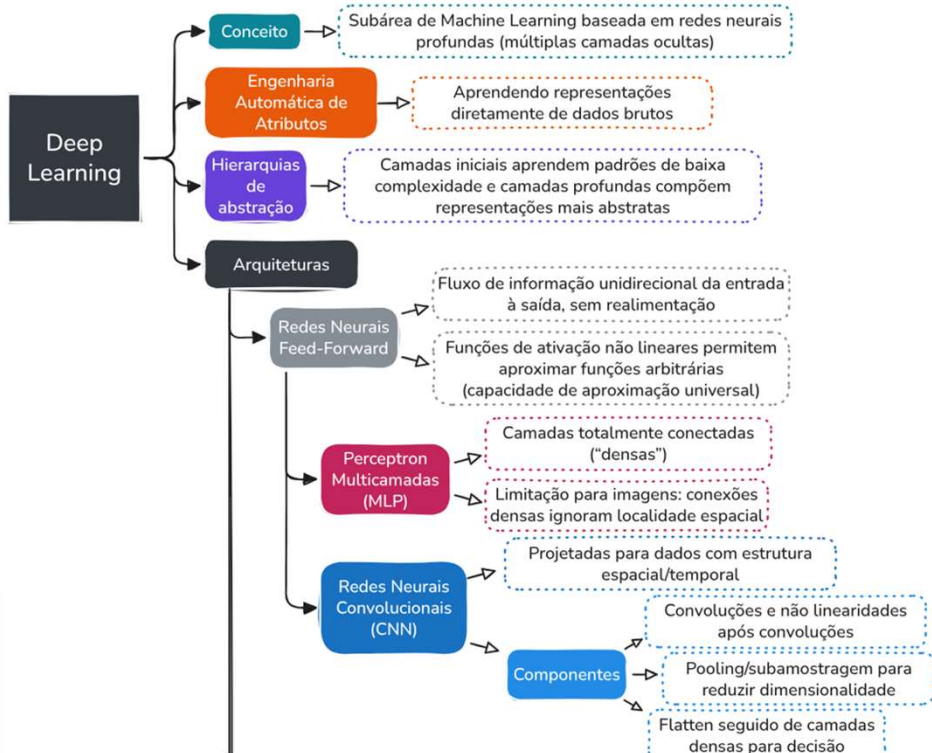 Deep
Learning
Conceito
Subárea de Machine Learning baseada em redes neurais
profundas (múltiplas camadas ocultas)
Engenharia
Automática de
Atributos
Aprendendo representações
diretamente de dados brutos
Hierarquias
de
abstração
Camadas iniciais aprendem padrões de baixa
complexidade e camadas profundas compõem
representações mais abstratas
Arquiteturas
Redes Neurais
Feed-Forward
Fluxo de informação unidirecional da entrada
à saída, sem realimentação
Funções de ativação não lineares permitem
aproximar funções arbitrárias
(capacidade de aproximação universal)
Perceptron
Multicamadas
(MLP)
Camadas totalmente conectadas
(“densas”)
Limitação para imagens: conexões
densas ignoram localidade espacial
Redes Neurais
Convolucionais
(CNN)
Projetadas para dados com estrutura
espacial/temporal
Componentes
Convoluções e não linearidades
após convoluções
Pooling/subamostragem para
reduzir dimensionalidade
Flatten seguido de camadas
densas para decisão